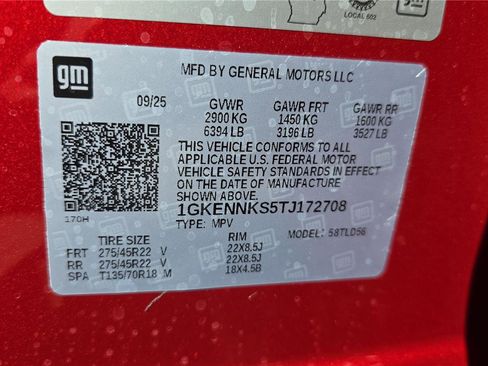 gm
LOCAL 602
gm
MFD BY GENERAL MOTORS LLC
09/25 GVWR GAWR FRT GAWR RR
2900 KG 1450 KG 1600 KG
6394 LB 3196 LB 3527 LB
THIS VEHICLE CONFORMS TO ALL
APPLICABLE U.S. FEDERAL MOTOR
VEHICLE SAFETY STANDARDS IN EFFECT
ON THE DATE OF MANUFACTURE
SHOWN ABOVE.
170H
1GKENNKS5TJ172708
TYPE: MPV MODEL: 58TLD56
TIRE SIZE RIM
FRT 275/45R22 V 22X8.5J
RR 275/45R22 V 22X8.5J
SPA T135/70R18 M 18X4.5B